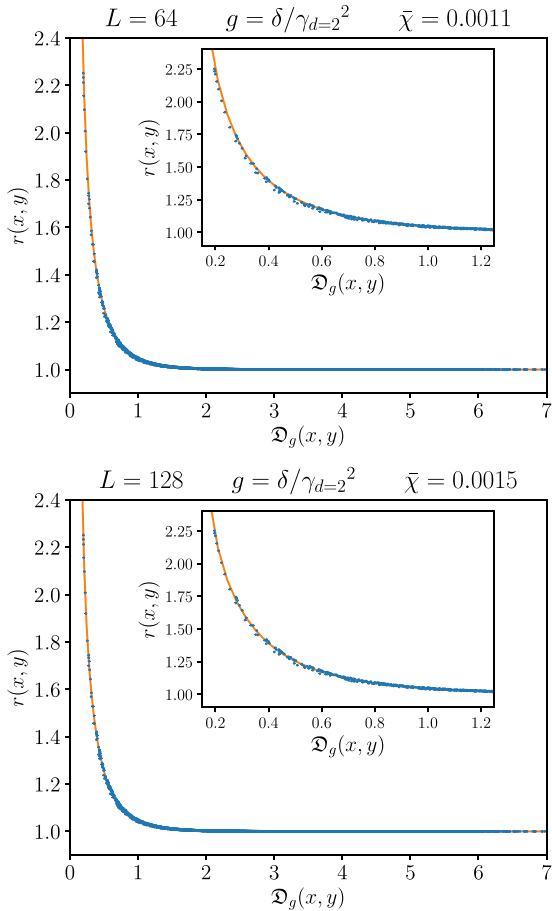 L = 64 g = δ/γ_{d=2}² χ̄ = 0.0011
2.4
2.2
2.0
1.8
1.6
1.4
1.2
1.0
r(x, y)
0 1 2 3 4 5 6 7
𝔇_g(x, y)
2.25
2.00
1.75
1.50
1.25
1.00
r(x, y)
0.2 0.4 0.6 0.8 1.0 1.2
𝔇_g(x, y)
L = 128 g = δ/γ_{d=2}² χ̄ = 0.0015
2.4
2.2
2.0
1.8
1.6
1.4
1.2
1.0
r(x, y)
0 1 2 3 4 5 6 7
𝔇_g(x, y)
2.25
2.00
1.75
1.50
1.25
1.00
r(x, y)
0.2 0.4 0.6 0.8 1.0 1.2
𝔇_g(x, y)